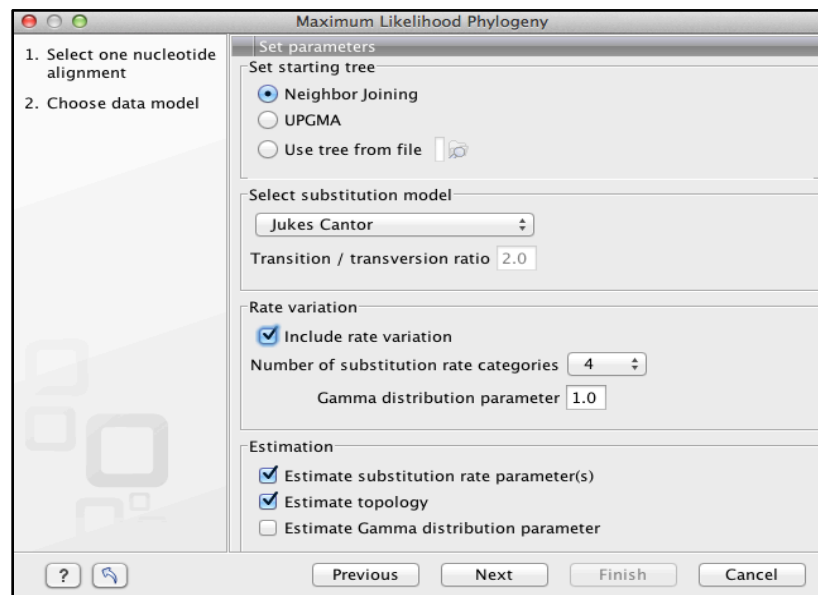 Maximum Likelihood Phylogeny
1. Select one nucleotide
alignment
2. Choose data model
Set parameters
Set starting tree
Neighbor Joining
UPGMA
Use tree from file
Select substitution model
Jukes Cantor
Transition / transversion ratio 2.0
Rate variation
Include rate variation
Number of substitution rate categories 4
Gamma distribution parameter 1.0
Estimation
Estimate substitution rate parameter(s)
Estimate topology
Estimate Gamma distribution parameter
? Previous Next Finish Cancel